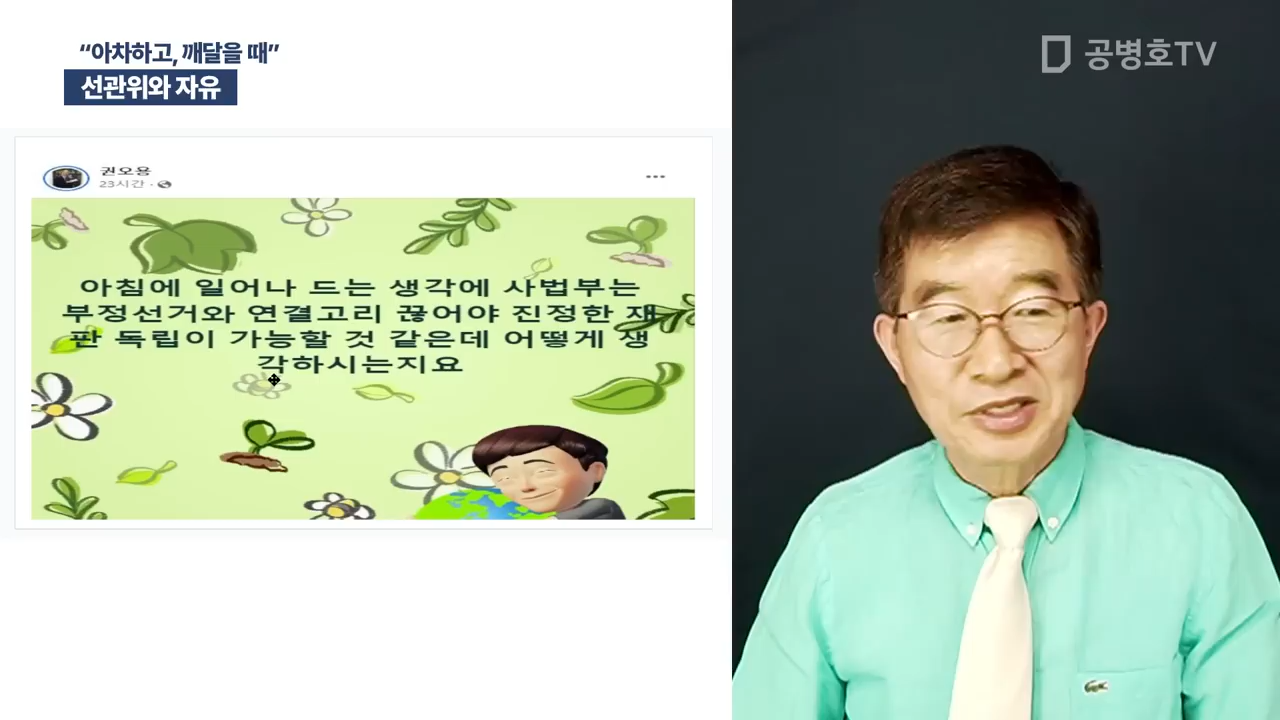 “아차하고, 깨달을 때”
선관위와 자유
공병호TV
권오용
23시간 ·
아침에 일어나 드는 생각에 사법부는
부정선거와 연결고리 끊어야 진정한 재
판 독립이 가능할 것 같은데 어떻게 생
각하시는지요